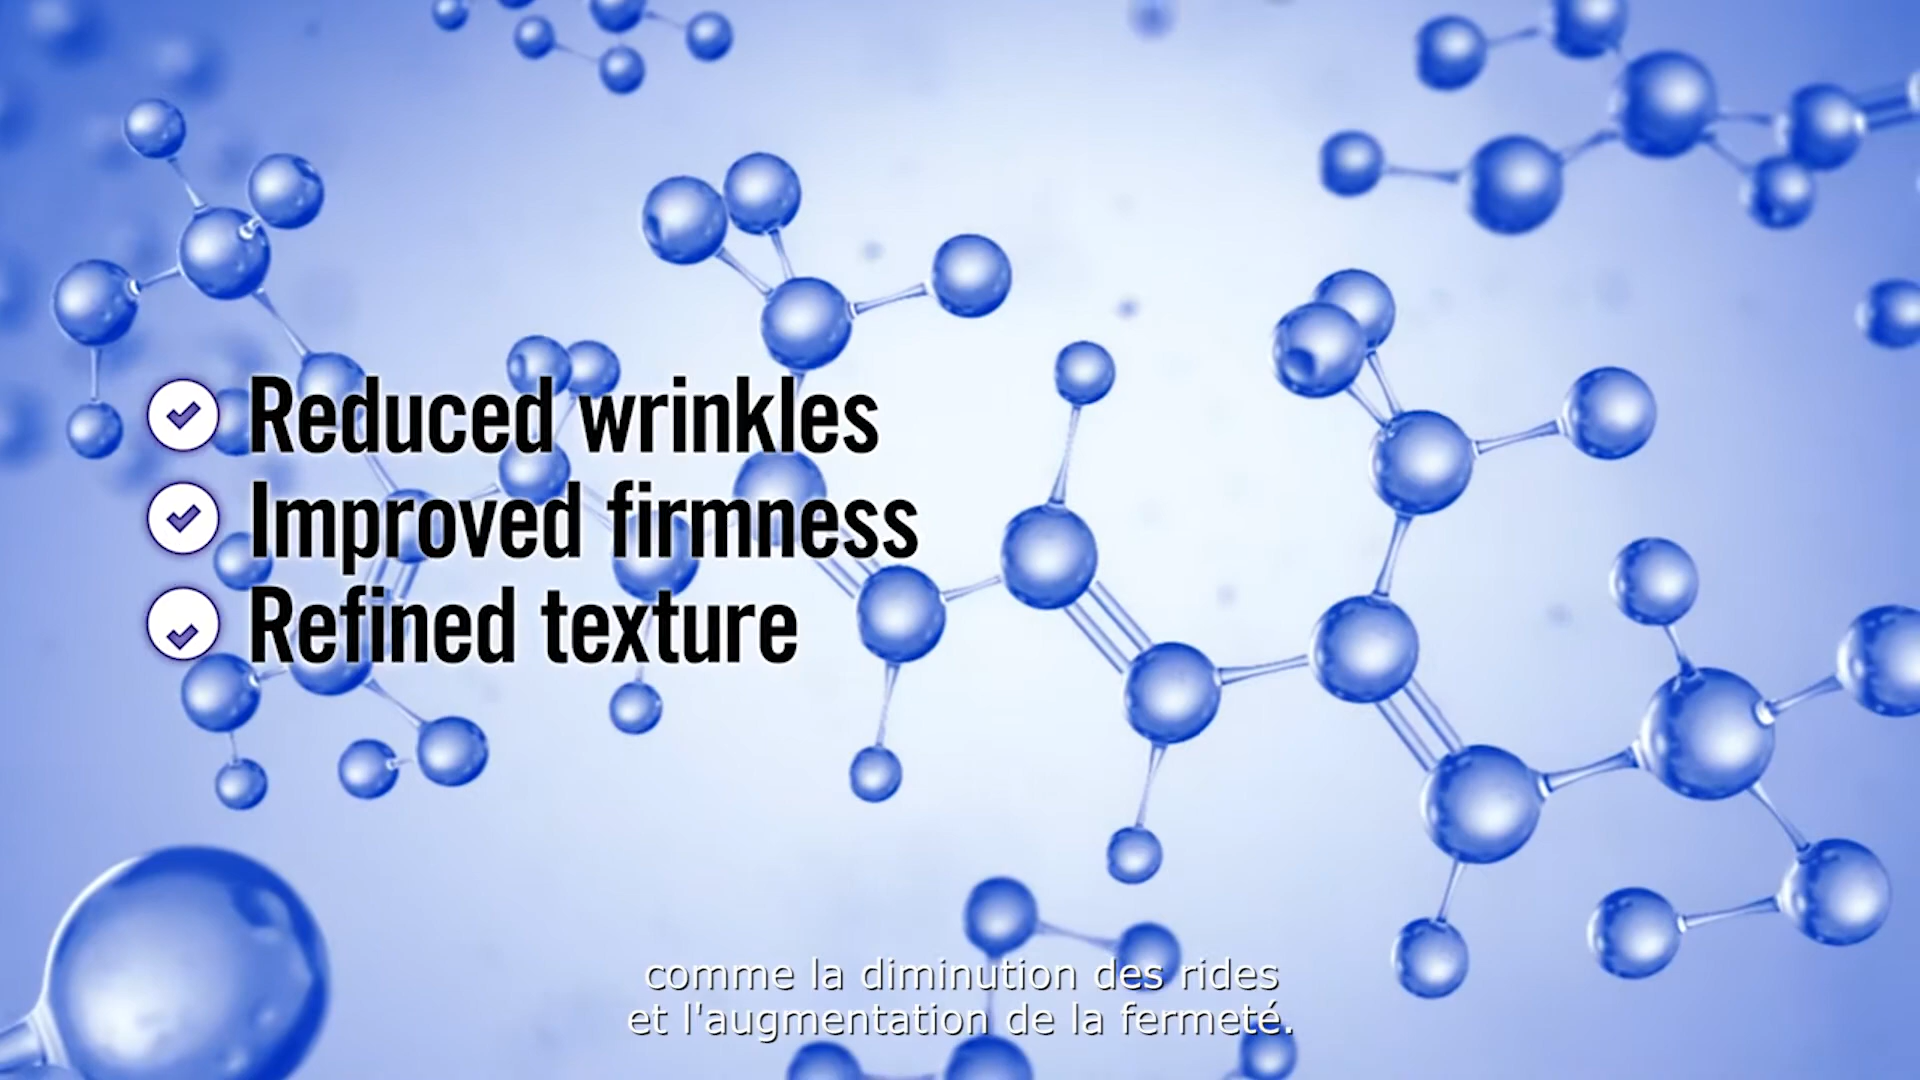 Reduced wrinkles
Improved firmness
Refined texture
comme la diminution des rides
et l'augmentation de la fermeté.